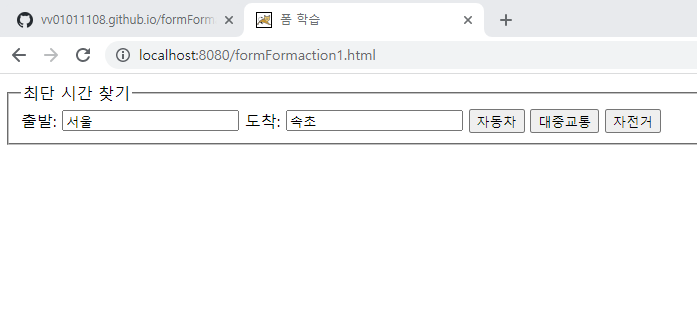 vv01011108.github.io/formForm
폼 학습
localhost:8080/formFormaction1.html
최단 시간 찾기
출발: 서울 도착: 속초 자동차 대중교통 자전거